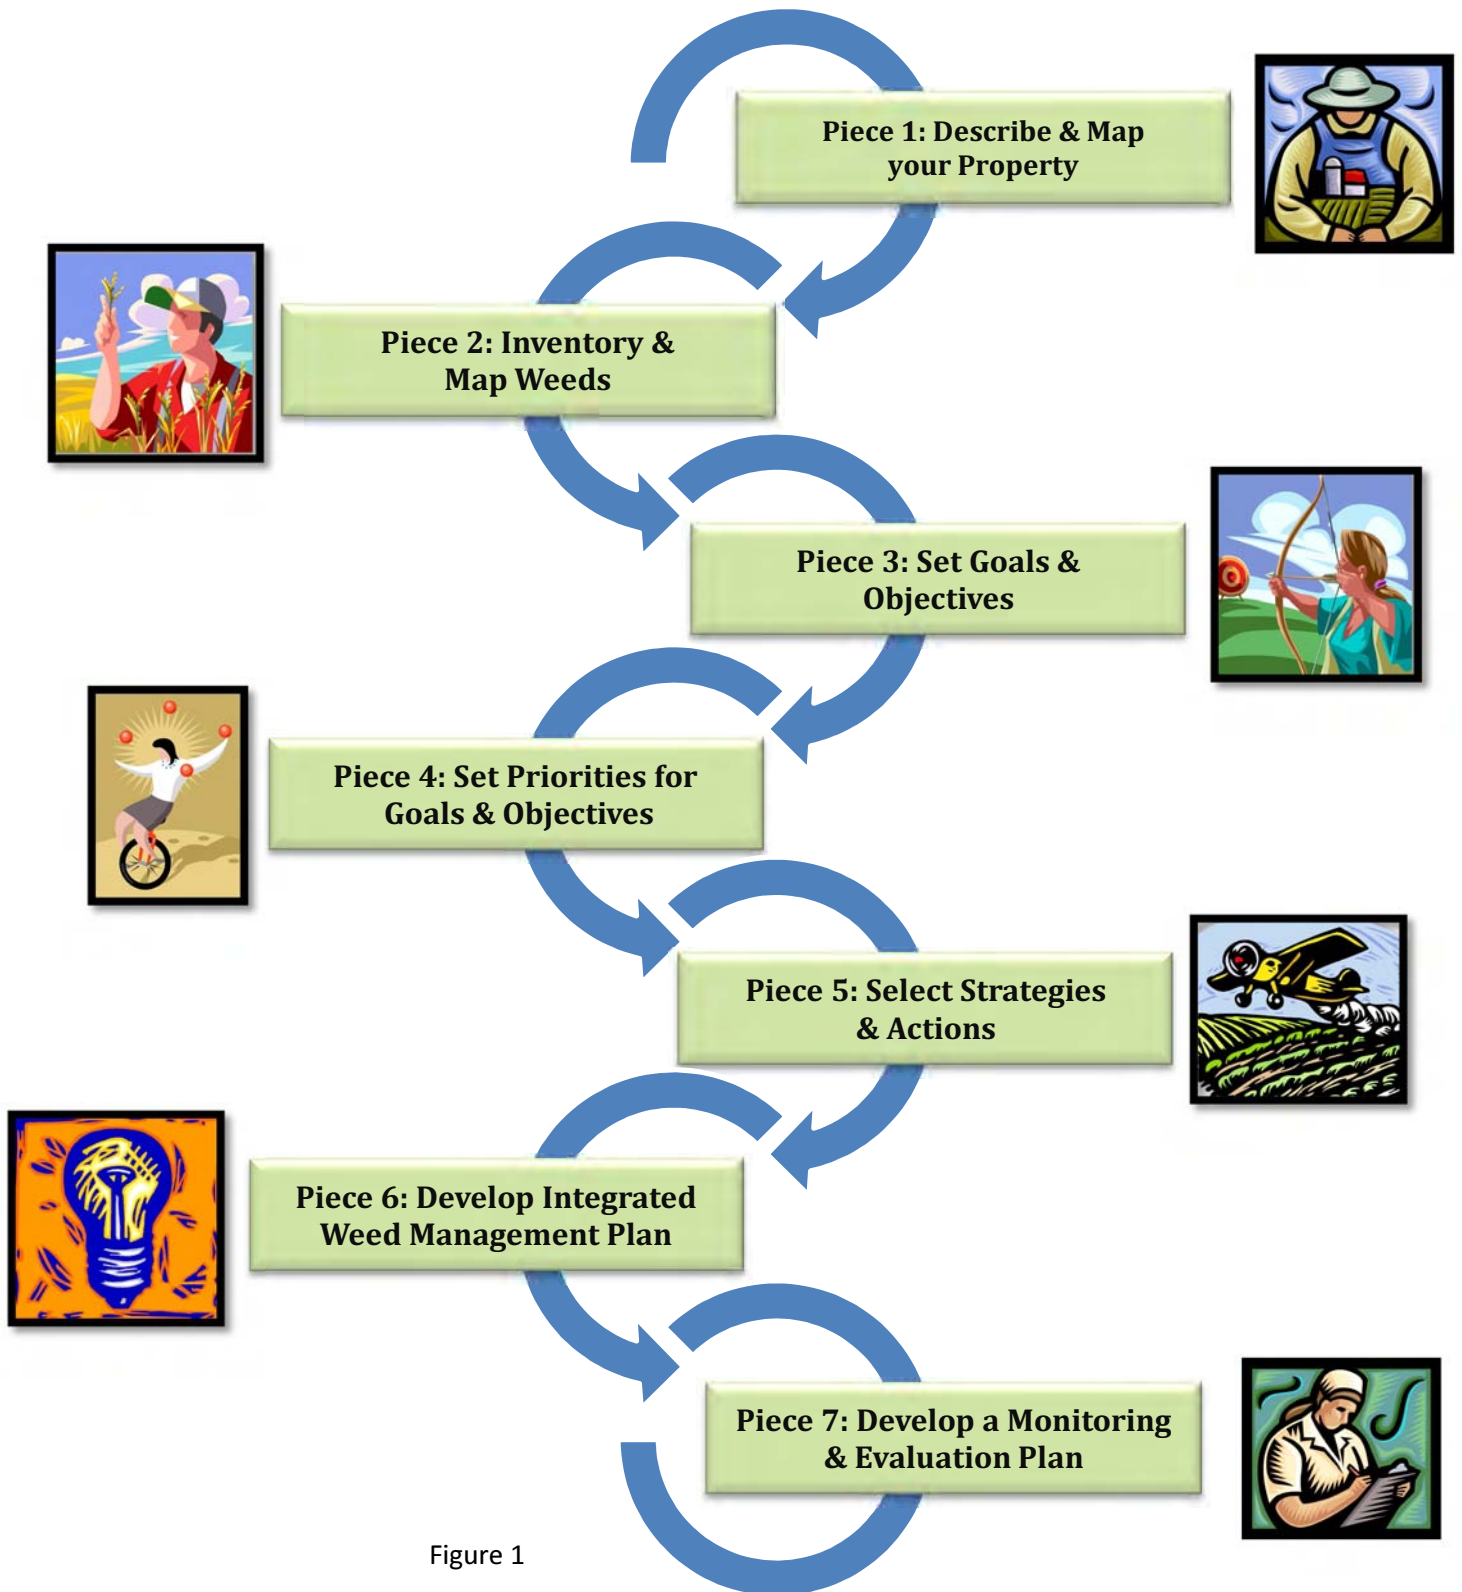 Piece 1: Describe & Map
your Property
Piece 2: Inventory &
Map Weeds
Piece 3: Set Goals &
Objectives
Piece 4: Set Priorities for
Goals & Objectives
Piece 5: Select Strategies
& Actions
Piece 6: Develop Integrated
Weed Management Plan
Piece 7: Develop a Monitoring
& Evaluation Plan
Figure 1